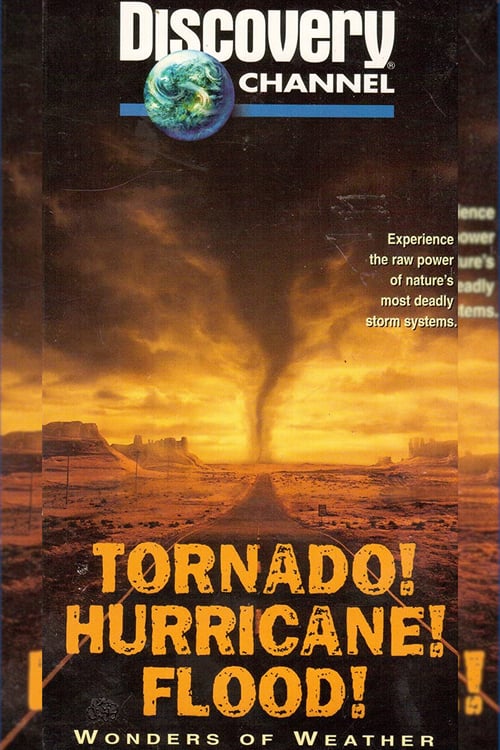 Discovery®
CHANNEL
Experience
the raw power
of nature's
most deadly
storm systems.
TORNADO!
HURRICANE!
FLOOD!
WONDERS OF WEATHER